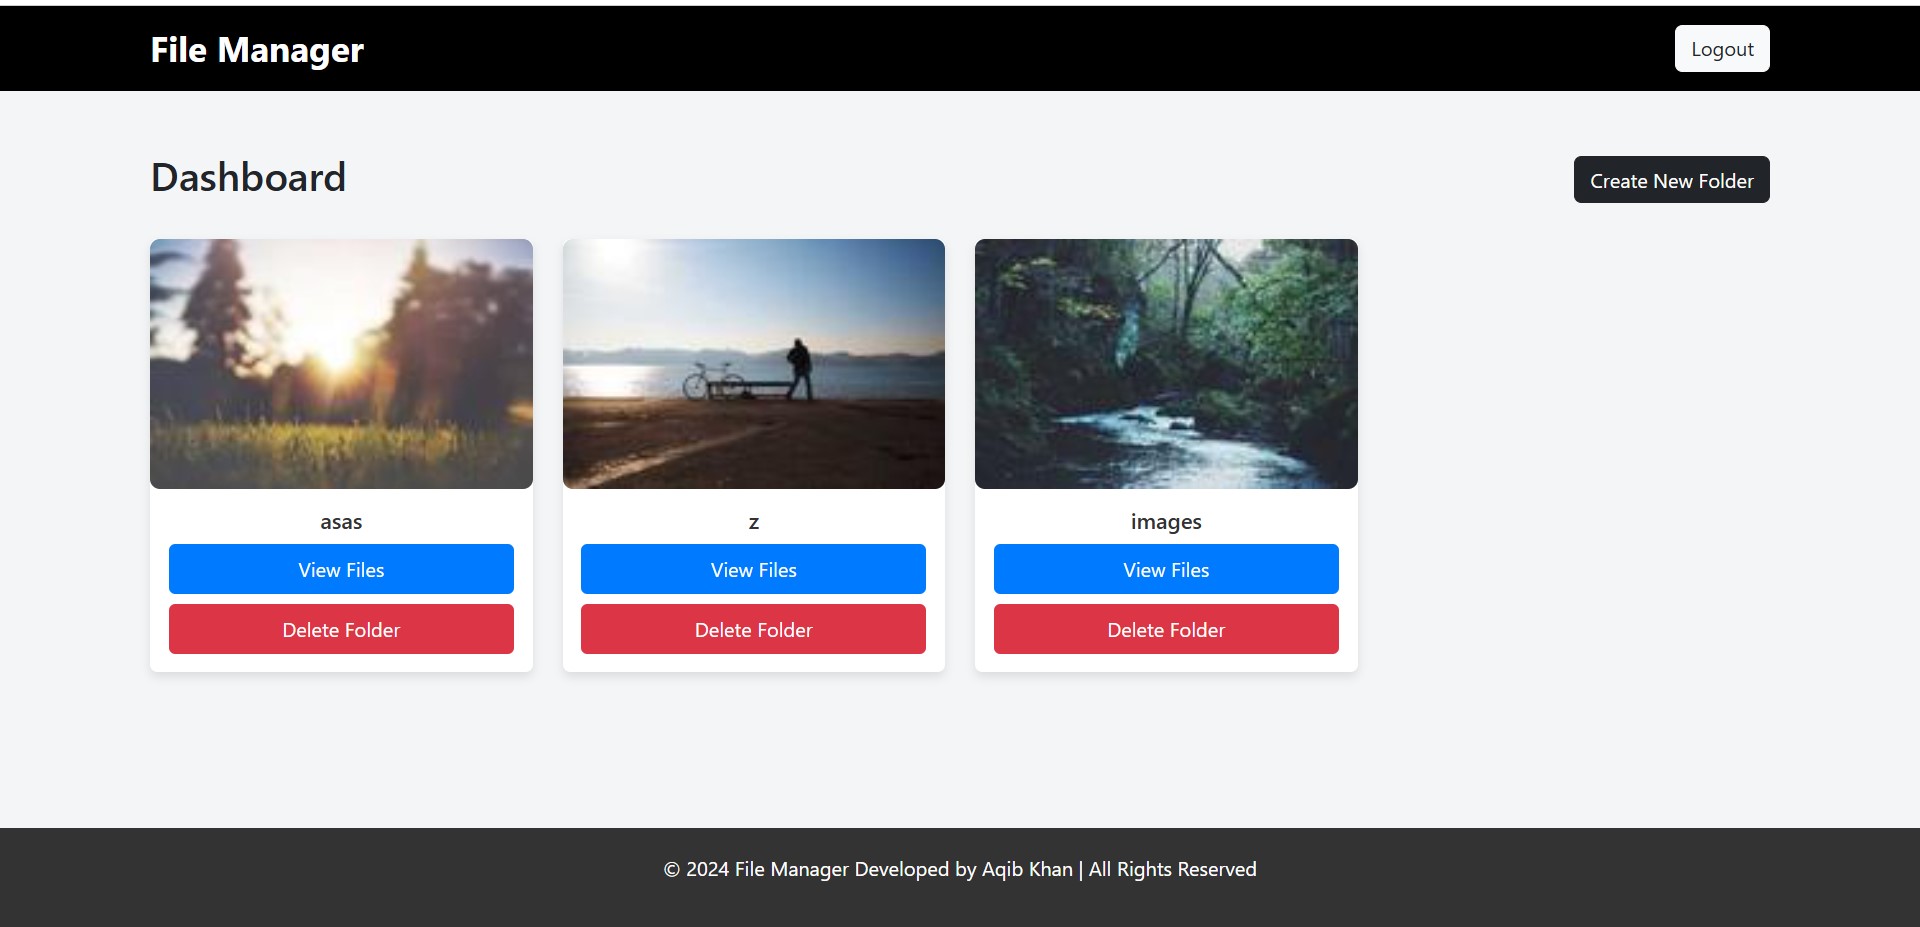 File Manager
Logout
Dashboard
Create New Folder
asas
z
images
View Files
View Files
View Files
Delete Folder
Delete Folder
Delete Folder
© 2024 File Manager Developed by Aqib Khan | All Rights Reserved